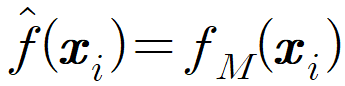 f̂(𝒙ᵢ) = f_M(𝒙ᵢ)